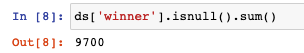 In [8]: ds['winner'].isnull().sum()
Out[8]: 9700